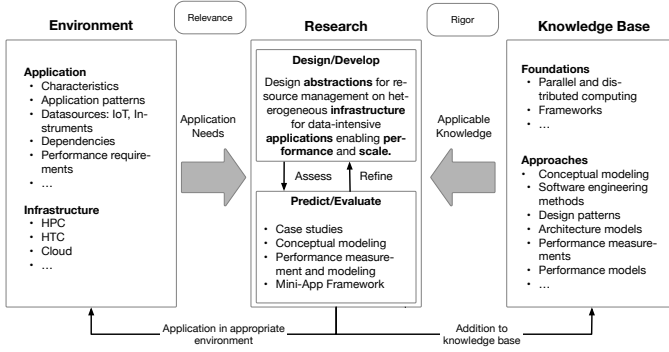 Environment
Relevance
Research
Rigor
Knowledge Base
Application
• Characteristics
• Application patterns
• Datasources: IoT, In-
struments
• Dependencies
• Performance require-
ments
• …
Infrastructure
• HPC
• HTC
• Cloud
• …
Application
Needs
Design/Develop
Design abstractions for re-
source management on het-
erogeneous infrastructure
for data-intensive
applications enabling per-
formance and scale.
Assess
Refine
Predict/Evaluate
• Case studies
• Conceptual modeling
• Performance measure-
ment and modeling
• Mini-App Framework
Applicable
Knowledge
Foundations
• Parallel and dis-
tributed computing
• Frameworks
• …
Approaches
• Conceptual modeling
• Software engineering
methods
• Design patterns
• Architecture models
• Performance measure-
ments
• Performance models
• …
Application in appropriate
environment
Addition to
knowledge base